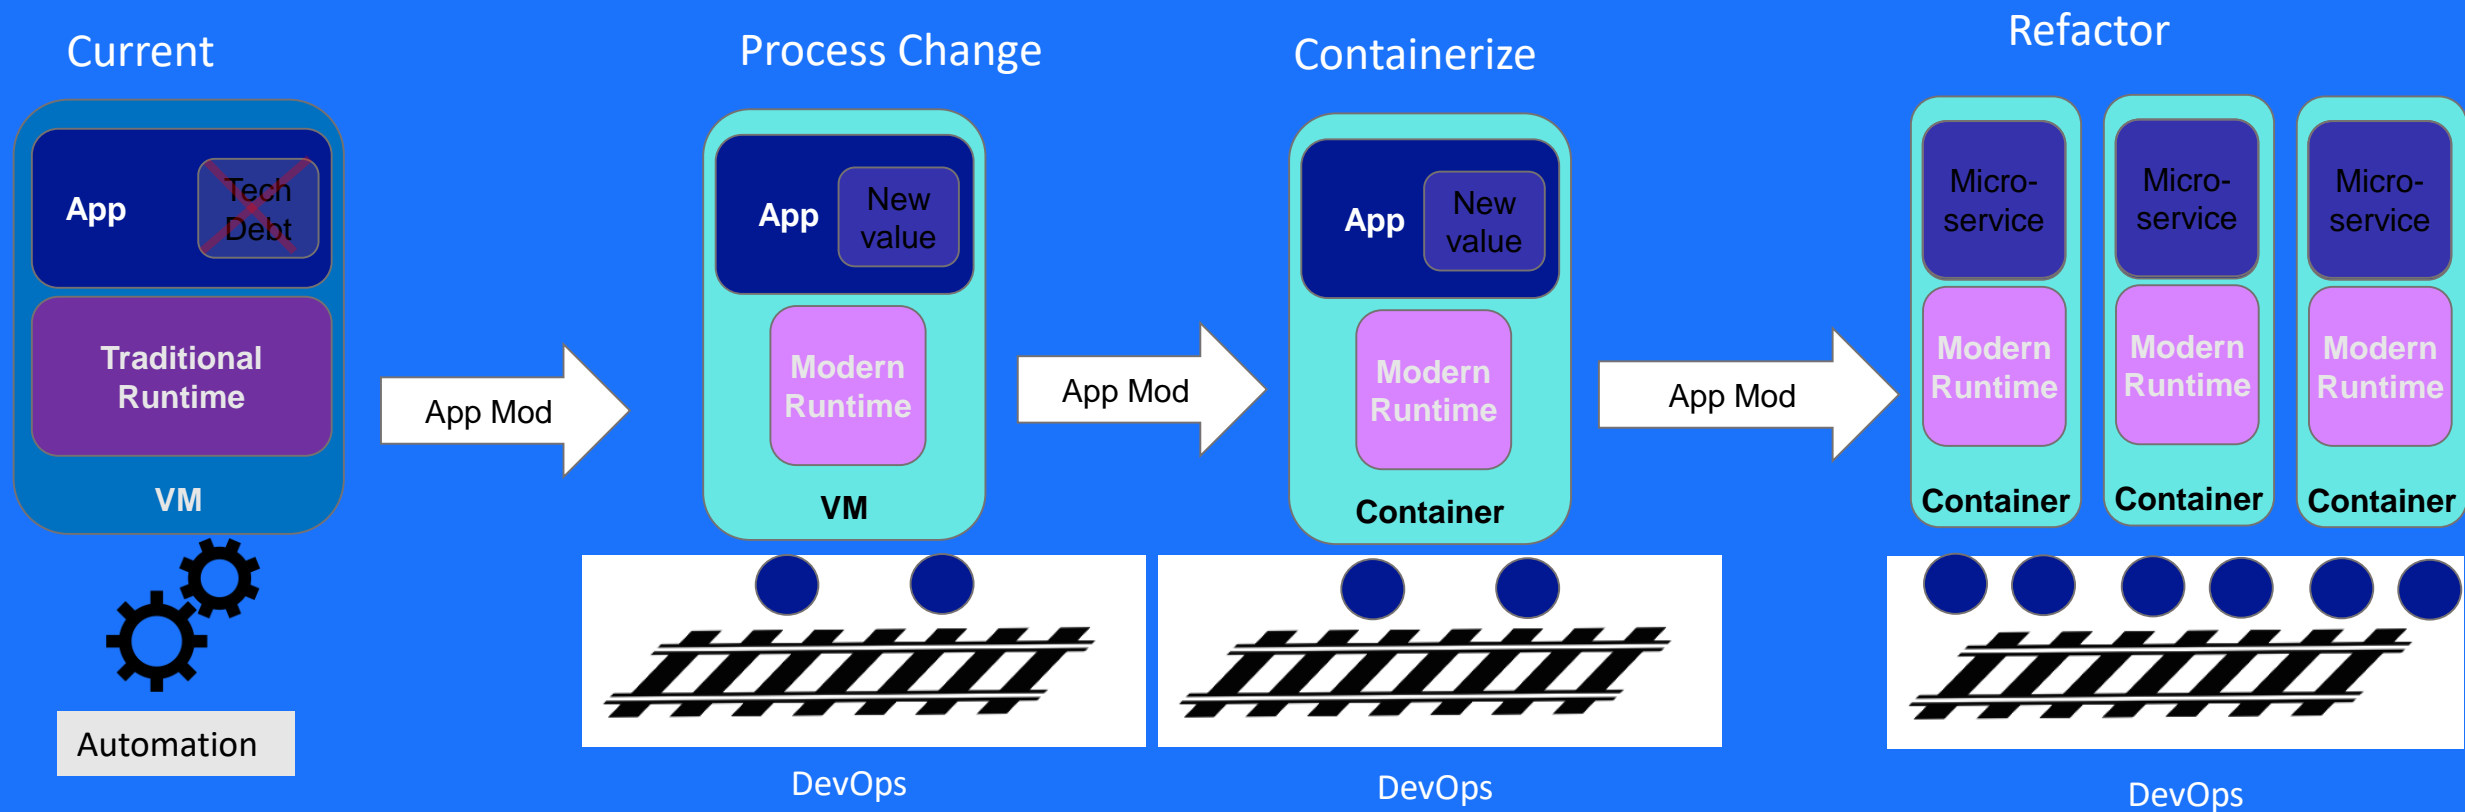 Current
Process Change
Containerize
Refactor
App
Tech
Debt
Traditional
Runtime
VM
Automation
App Mod
App
New
value
Modern
Runtime
VM
DevOps
App Mod
App
New
value
Modern
Runtime
Container
DevOps
App Mod
Micro-
service
Modern
Runtime
Container
Micro-
service
Modern
Runtime
Container
Micro-
service
Modern
Runtime
Container
DevOps